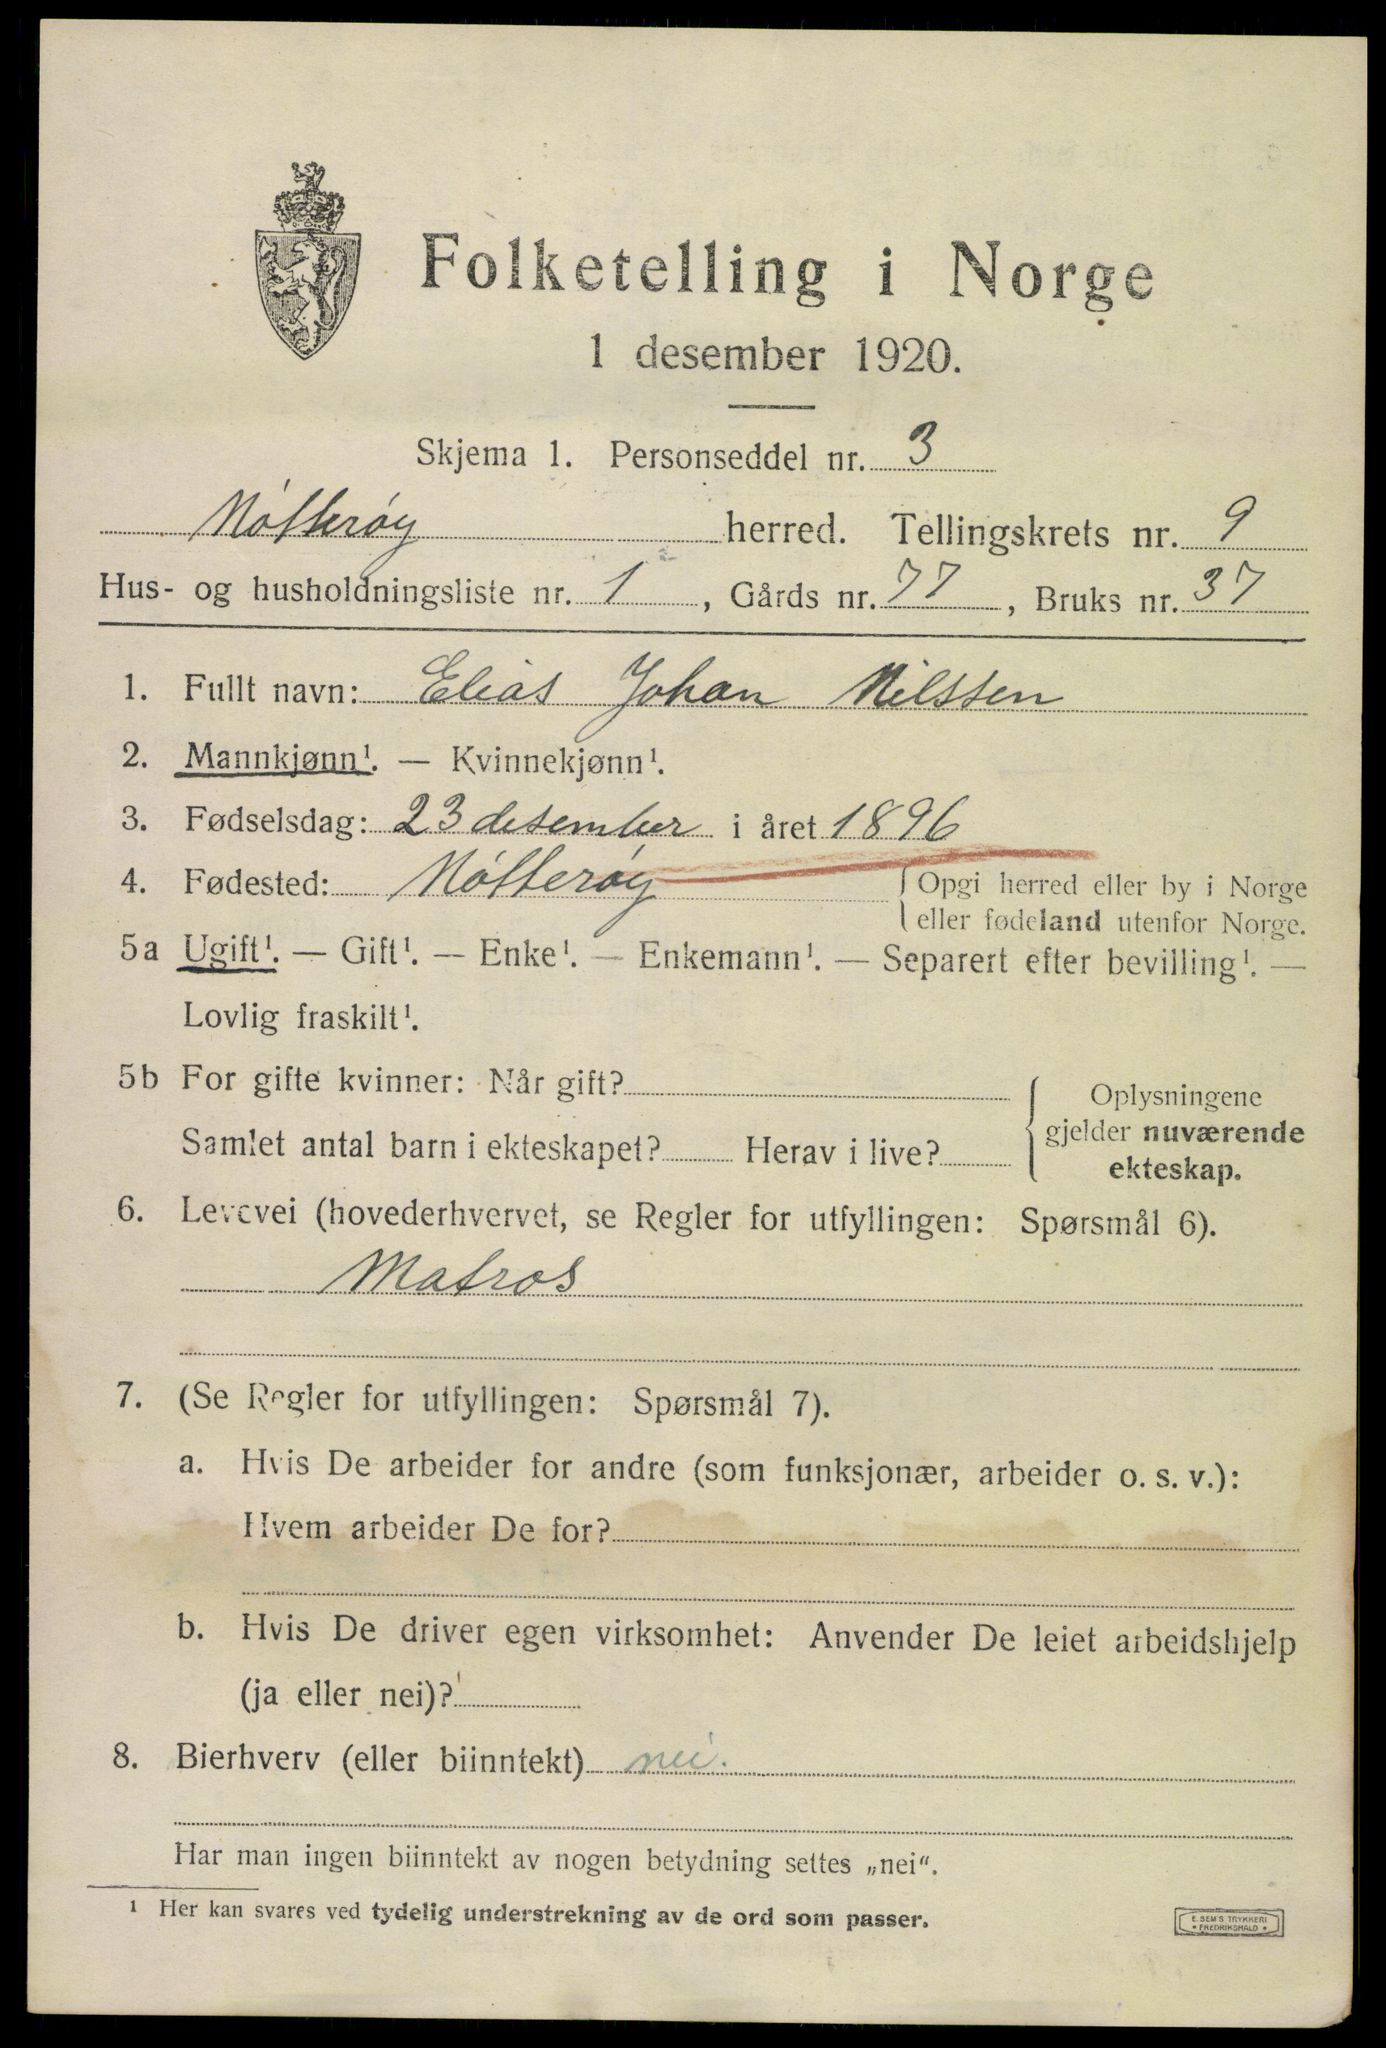 Folketelling i Norge
1 desember 1920.
Skjema 1. Personseddel nr. 3
Nøtterøy herred. Tellingskrets nr. 9
Hus- og husholdningsliste nr. 1, Gårds nr. 77, Bruks nr. 37
1. Fullt navn: Elias Johan Nilssen
2. Mannkjønn¹. — Kvinnekjønn¹.
3. Fødselsdag: 23 desember i året 1896
4. Fødested: Nøtterøy { Opgi herred eller by i Norge
eller fødeland utenfor Norge.
5a Ugift¹. — Gift¹. — Enke¹. — Enkemann¹. — Separert efter bevilling¹. —
Lovlig fraskilt¹.
5b For gifte kvinner: Når gift?
Samlet antal barn i ekteskapet? Herav i live?
Oplysningene
gjelder nuværende
ekteskap.
6. Levevei (hovederhvervet, se Regler for utfyllingen: Spørsmål 6).
Matros
7. (Se Regler for utfyllingen: Spørsmål 7).
a. Hvis De arbeider for andre (som funksjonær, arbeider o. s. v.):
Hvem arbeider De for?
b. Hvis De driver egen virksomhet: Anvender De leiet arbeidshjelp
(ja eller nei)?
8. Bierhverv (eller biinntekt) nei.
Har man ingen biinntekt av nogen betydning settes „nei“.
¹ Her kan svares ved tydelig understrekning av de ord som passer.
E. SEM'S TRYKKERI
• FREDRIKSHALD •